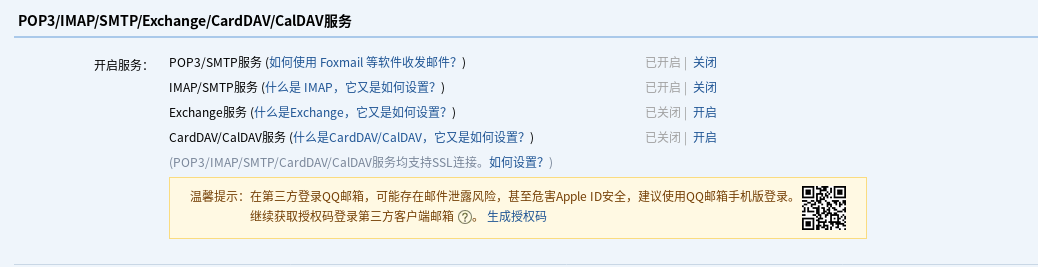 POP3/IMAP/SMTP/Exchange/CardDAV/CalDAV服务
开启服务： POP3/SMTP服务 (如何使用 Foxmail 等软件收发邮件？) 已开启 | 关闭
IMAP/SMTP服务 (什么是 IMAP，它又是如何设置？) 已开启 | 关闭
Exchange服务 (什么是Exchange，它又是如何设置？) 已关闭 | 开启
CardDAV/CalDAV服务 (什么是CardDAV/CalDAV，它又是如何设置？) 已关闭 | 开启
(POP3/IMAP/SMTP/CardDAV/CalDAV服务均支持SSL连接。如何设置？)
温馨提示：在第三方登录QQ邮箱，可能存在邮件泄露风险，甚至危害Apple ID安全，建议使用QQ邮箱手机版登录。
继续获取授权码登录第三方客户端邮箱 ?。 生成授权码